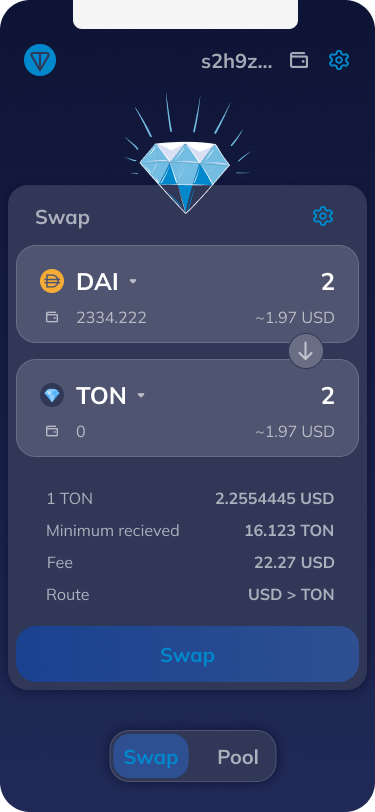 s2h9z...
Swap
DAI 2
2334.222 ~1.97 USD
TON 2
0 ~1.97 USD
1 TON 2.2554445 USD
Minimum recieved 16.123 TON
Fee 22.27 USD
Route USD > TON
Swap
Swap Pool